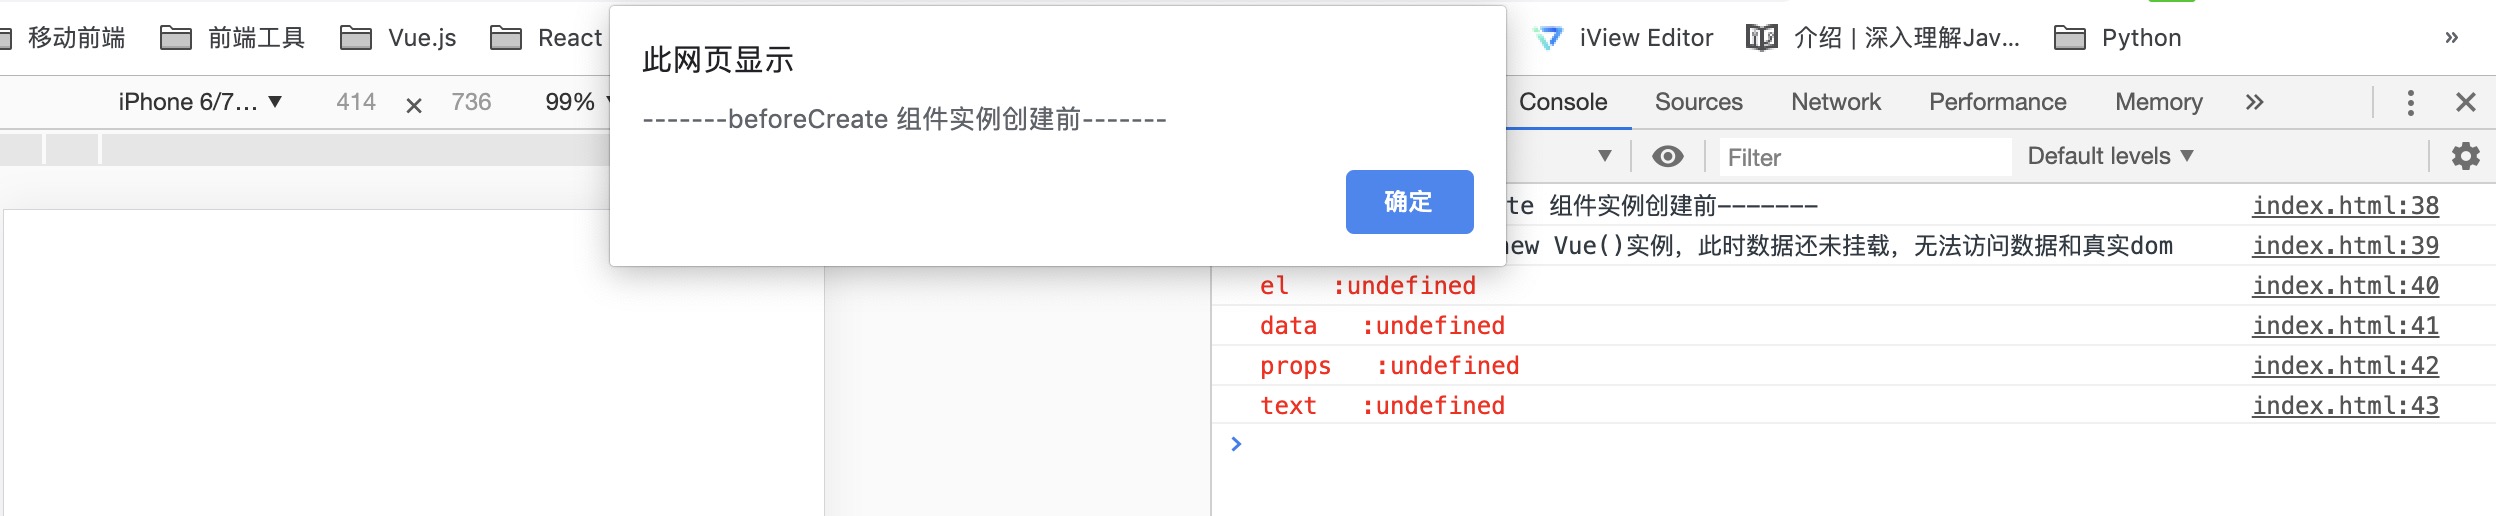 移动前端 前端工具 Vue.js React iView Editor 介绍 | 深入理解Jav... Python »
此网页显示
-------beforeCreate 组件实例创建前-------
确定
iPhone 6/7... ▼ 414 × 736 99%
Console Sources Network Performance Memory »
Filter Default levels ▼
te 组件实例创建前------- index.html:38
new Vue()实例，此时数据还未挂载，无法访问数据和真实dom index.html:39
el :undefined index.html:40
data :undefined index.html:41
props :undefined index.html:42
text :undefined index.html:43
>